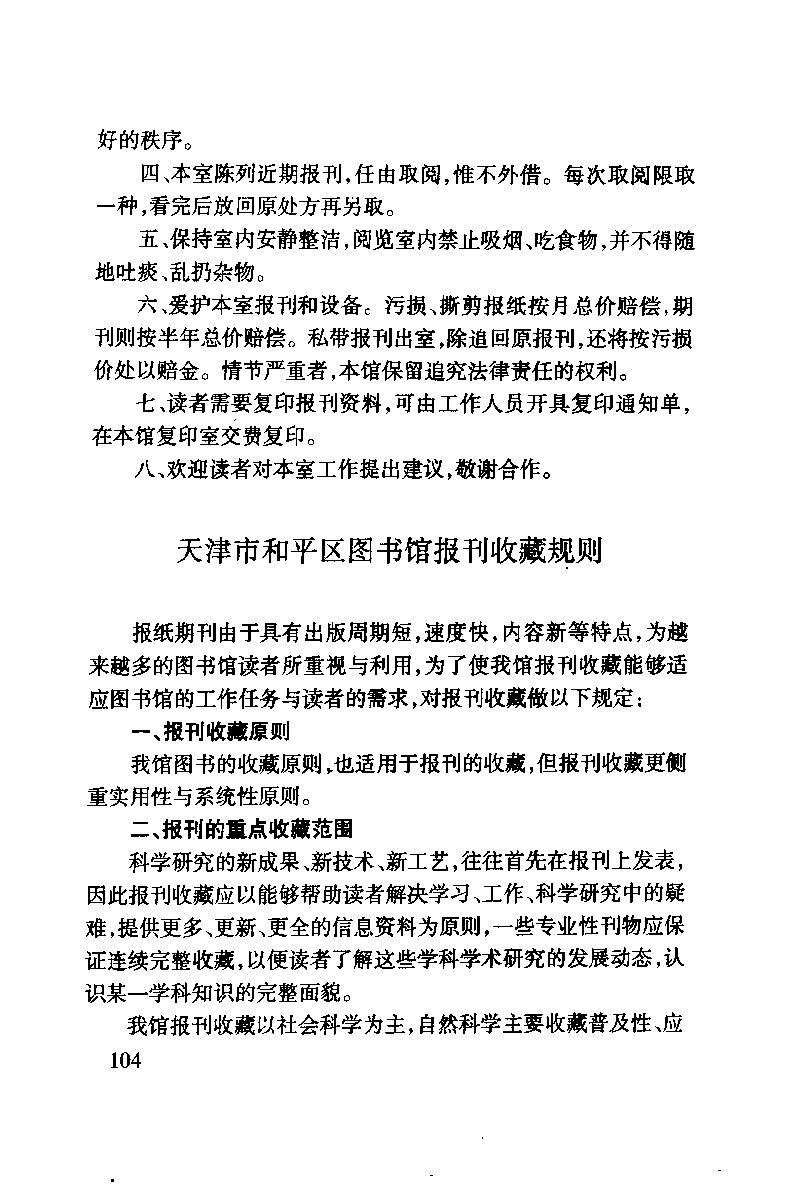 好的秩序。
四、本室陈列近期报刊,任由取阅,惟不外借。每次取阅限取
一种,看完后放回原处方再另取。
五、保持室内安静整洁,阅览室内禁止吸烟、吃食物,并不得随
地吐痰、乱扔杂物。
六、爱护本室报刊和设备。污损、撕剪报纸按月总价赔偿,期
刊则按半年总价赔偿。私带报刊出室,除追回原报刊,还将按污损
价处以赔金。情节严重者,本馆保留追究法律责任的权利。
七、读者需要复印报刊资料,可由工作人员开具复印通知单,
在本馆复印室交费复印。
八、欢迎读者对本室工作提出建议,敬谢合作。
天津市和平区图书馆报刊收藏规则
报纸期刊由于具有出版周期短,速度快,内容新等特点,为越
来越多的图书馆读者所重视与利用,为了使我馆报刊收藏能够适
应图书馆的工作任务与读者的需求,对报刊收藏做以下规定:
一、报刊收藏原则
我馆图书的收藏原则,也适用于报刊的收藏,但报刊收藏更侧
重实用性与系统性原则。
二、报刊的重点收藏范围
科学研究的新成果、新技术、新工艺,往往首先在报刊上发表,
因此报刊收藏应以能够帮助读者解决学习、工作、科学研究中的疑
难,提供更多、更新、更全的信息资料为原则,一些专业性刊物应保
证连续完整收藏,以便读者了解这些学科学术研究的发展动态,认
识某一学科知识的完整面貌。
我馆报刊收藏以社会科学为主,自然科学主要收藏普及性、应
104